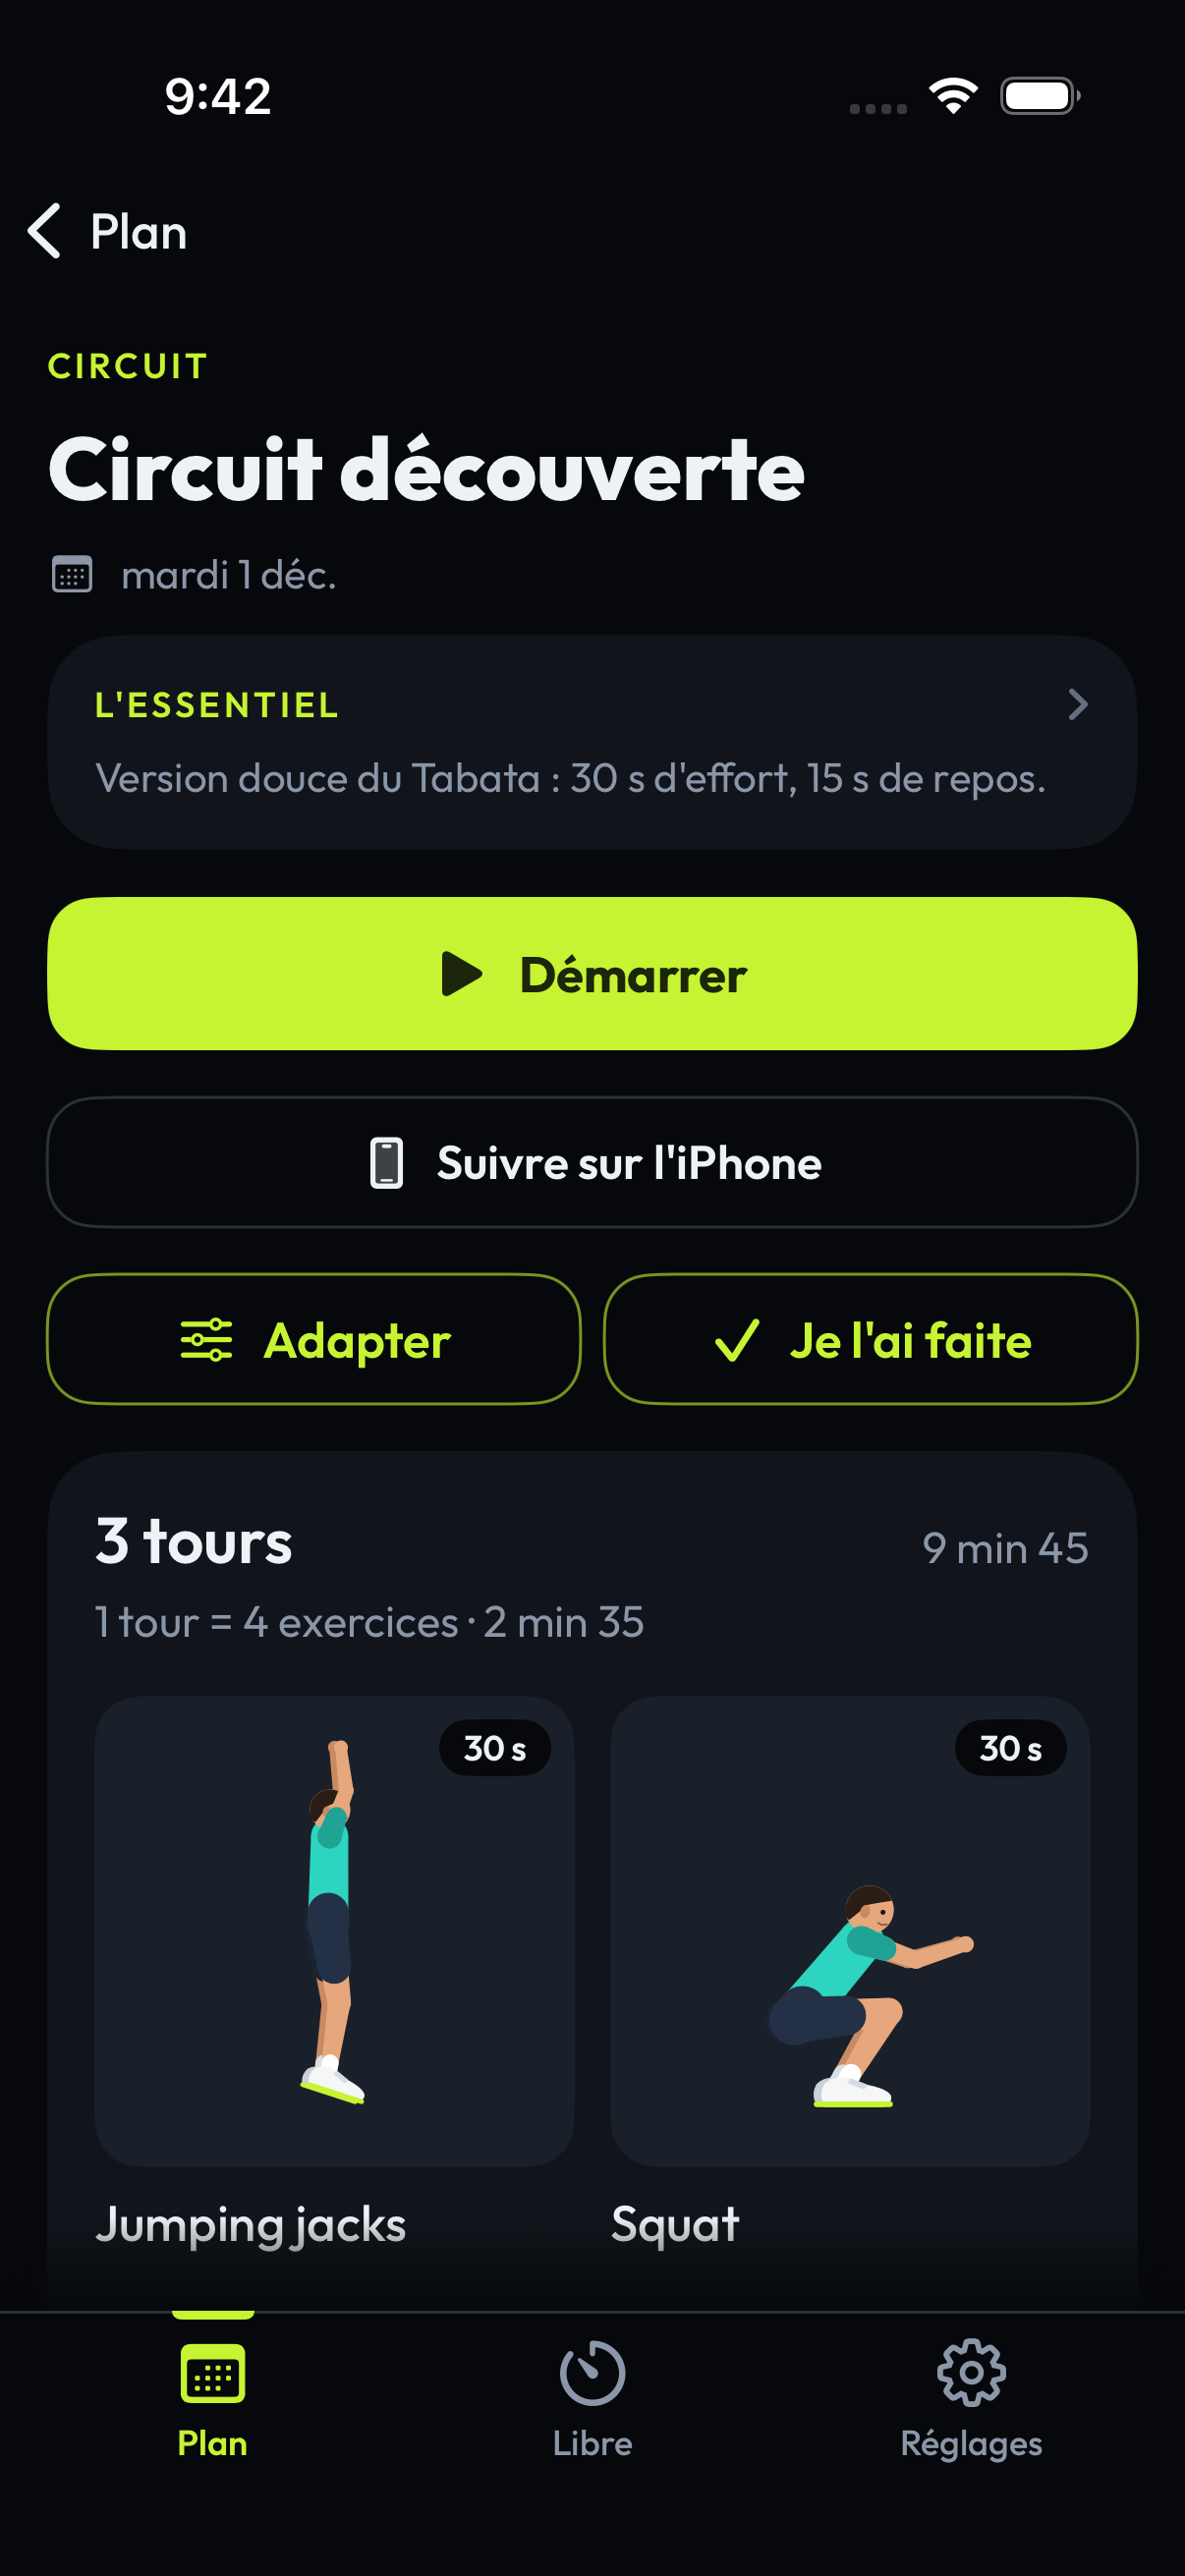 9:42
Plan
CIRCUIT
Circuit découverte
mardi 1 déc.
L'ESSENTIEL
Version douce du Tabata : 30 s d'effort, 15 s de repos.
Démarrer
Suivre sur l'iPhone
Adapter
Je l'ai faite
3 tours
9 min 45
1 tour = 4 exercices · 2 min 35
30 s
30 s
Jumping jacks
Squat
Plan
Libre
Réglages